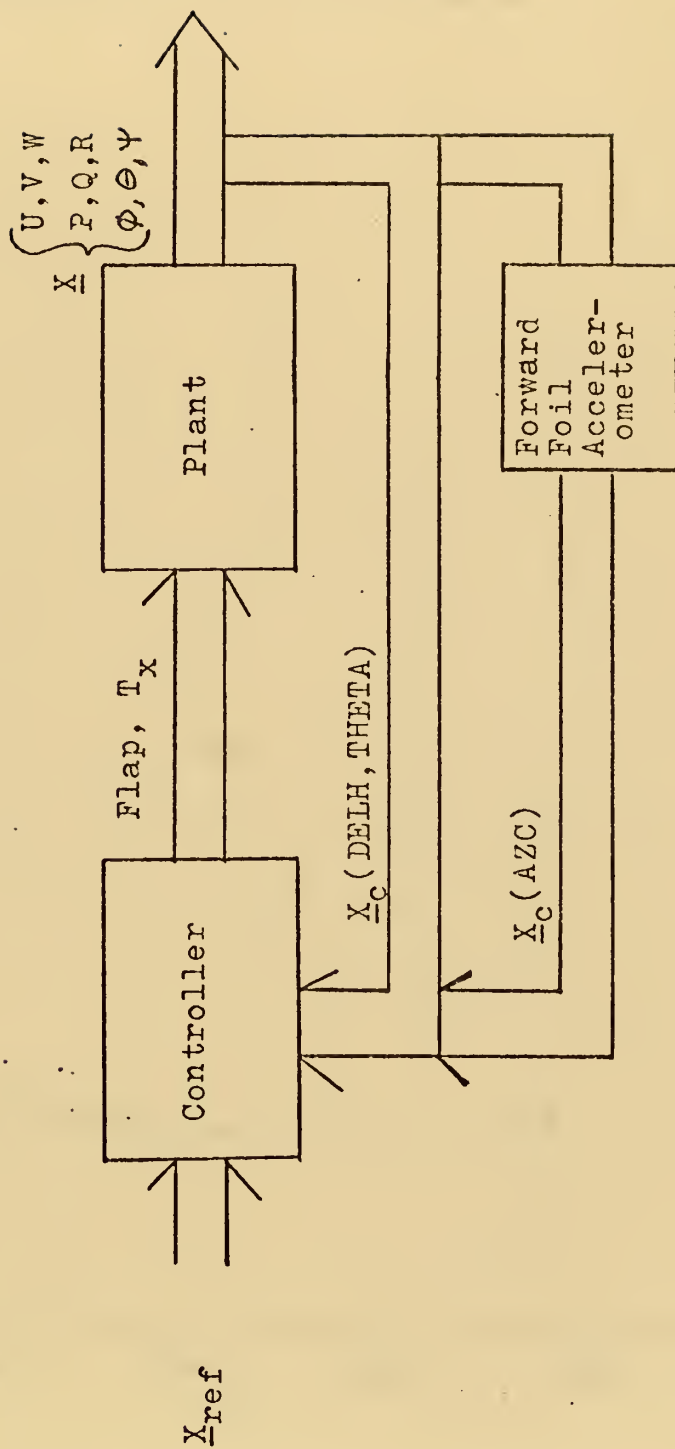 X_ref
Controller
Flap, T_x
Plant
X
U,V,W
P,Q,R
Φ,Θ,Ψ
X_c(DELH,THETA)
X_c(AZC)
Forward
Foil
Acceler-
ometer